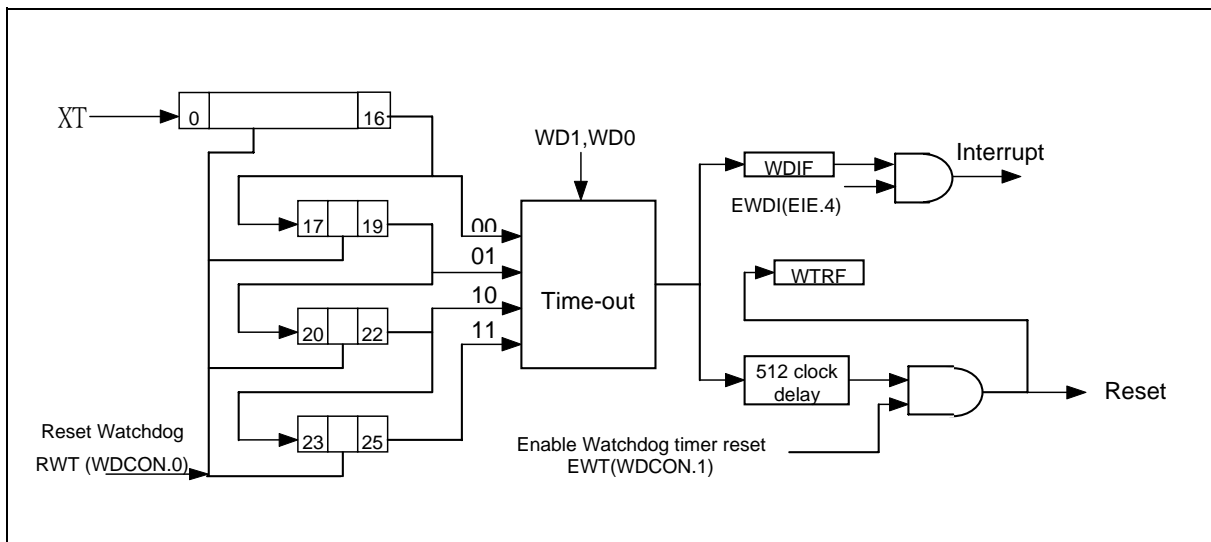 XT
0
16
WD1,WD0
WDIF
Interrupt
EWDI(EIE.4)
17
19
00
01
WTRF
Time-out
10
20
22
11
512 clock
delay
Reset
23
25
Reset Watchdog
RWT (WDCON.0)
Enable Watchdog timer reset
EWT(WDCON.1)